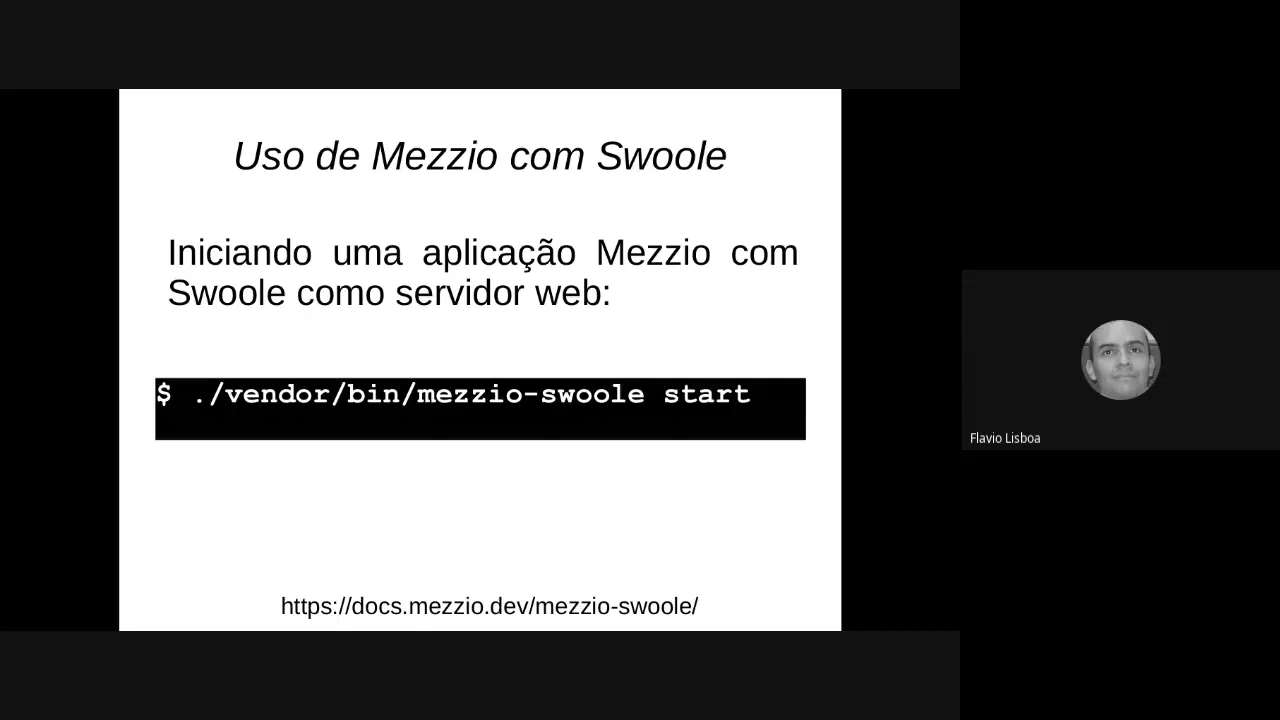 Uso de Mezzio com Swoole
Iniciando uma aplicação Mezzio com
Swoole como servidor web:
$ ./vendor/bin/mezzio-swoole start
https://docs.mezzio.dev/mezzio-swoole/
Flavio Lisboa